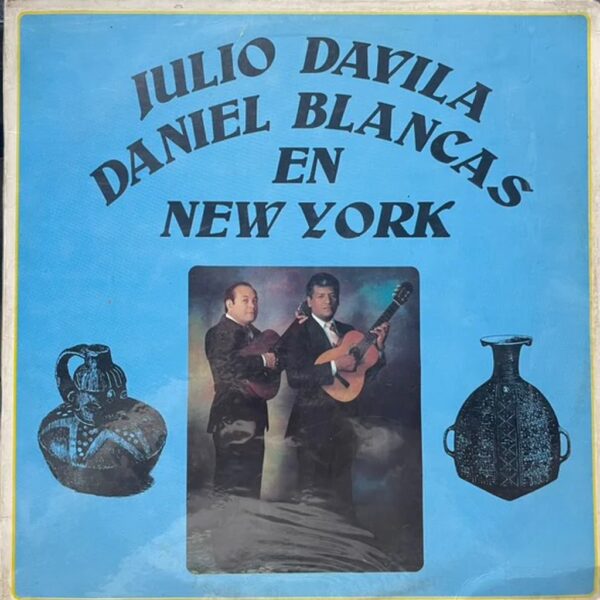 JULIO DAVILA
DANIEL BLANCAS
EN
NEW YORK